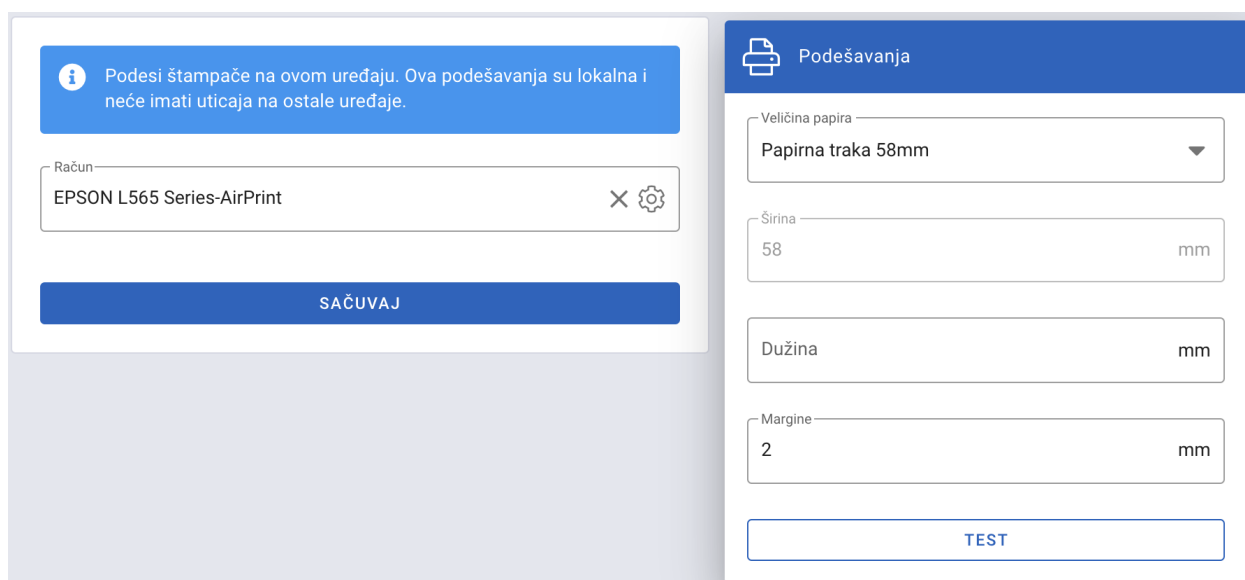 Podesi štampače na ovom uređaju. Ova podešavanja su lokalna i
neće imati uticaja na ostale uređaje.
Račun
EPSON L565 Series-AirPrint
SAČUVAJ
Podešavanja
Veličina papira
Papirna traka 58mm
Širina
58 mm
Dužina mm
Margine
2 mm
TEST